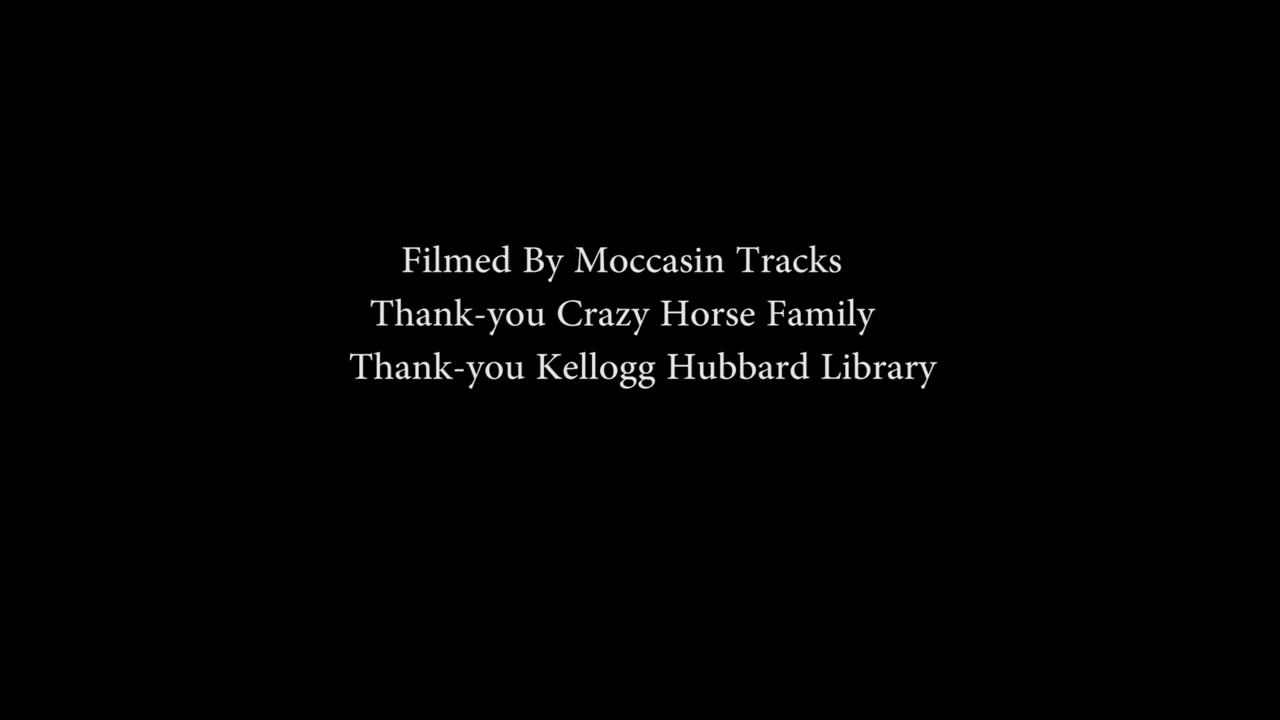 Filmed By Moccasin Tracks
Thank-you Crazy Horse Family
Thank-you Kellogg Hubbard Library